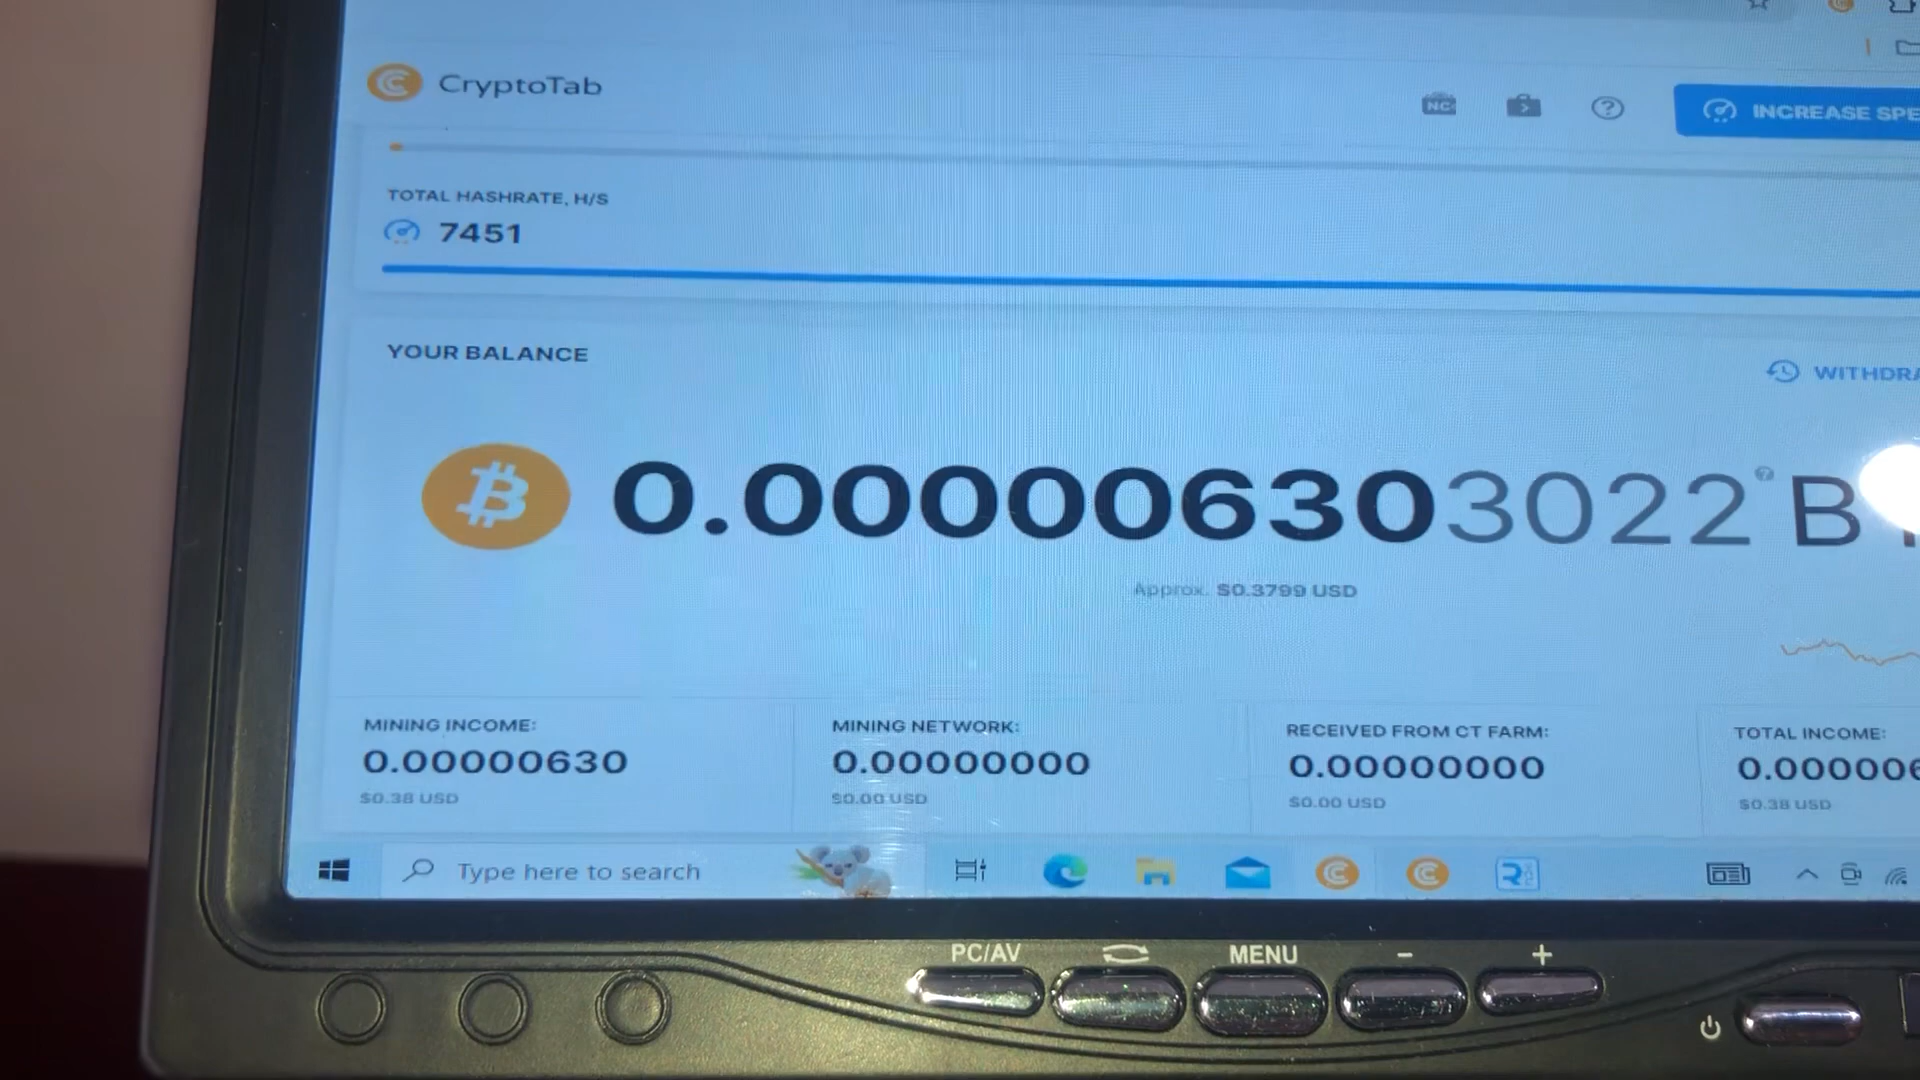 CryptoTab
NC
INCREASE SPE
TOTAL HASHRATE, H/S
7451
YOUR BALANCE
WITHDRA
0.000006303022 B
Approx. $0.3799 USD
MINING INCOME:
0.00000630
$0.38 USD
MINING NETWORK:
0.00000000
$0.00 USD
RECEIVED FROM CT FARM:
0.00000000
$0.00 USD
TOTAL INCOME:
0.000006
$0.38 USD
Type here to search
PC/AV
MENU
-
+